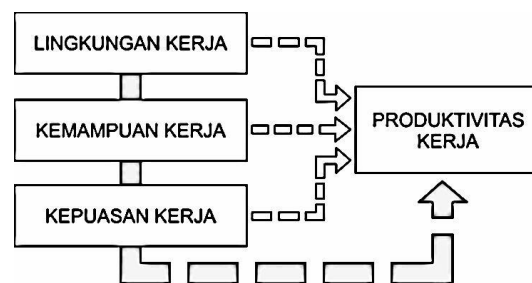 LINGKUNGAN KERJA
KEMAMPUAN KERJA
KEPUASAN KERJA
PRODUKTIVITAS
KERJA